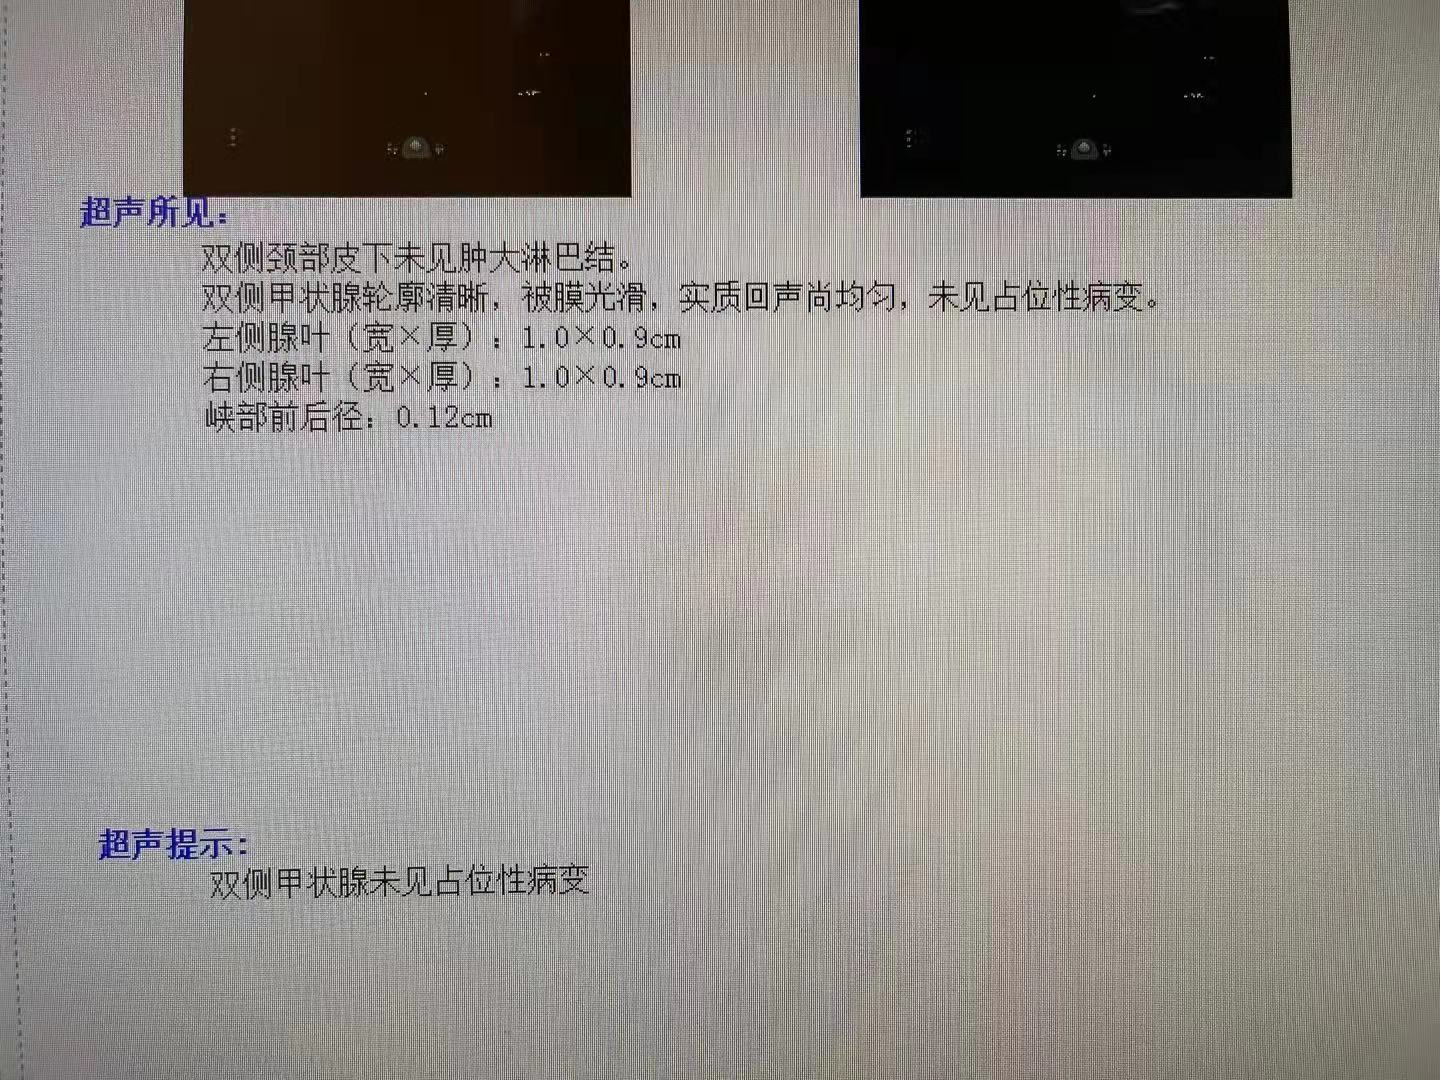 超声所见：
双侧颈部皮下未见肿大淋巴结。
双侧甲状腺轮廓清晰，被膜光滑，实质回声尚均匀，未见占位性病变。
左侧腺叶（宽×厚）：1.0×0.9cm
右侧腺叶（宽×厚）：1.0×0.9cm
峡部前后径：0.12cm
超声提示：
双侧甲状腺未见占位性病变